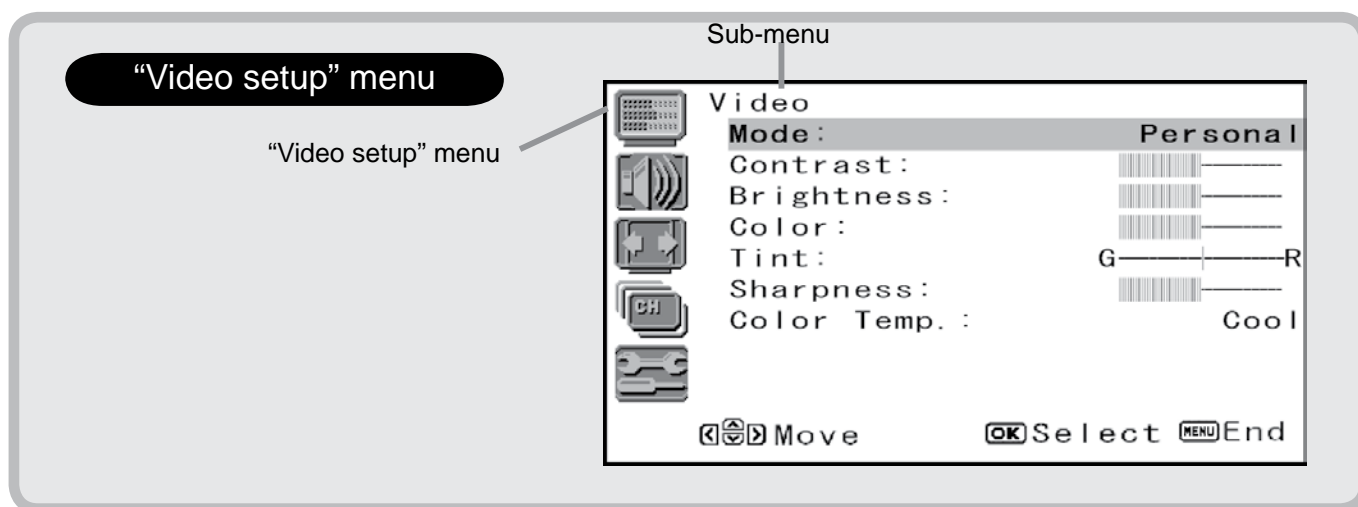 Sub-menu
“Video setup” menu
“Video setup” menu
Video
Mode: Personal
Contrast:
Brightness:
Color:
Tint: G R
Sharpness:
CH
Color Temp.: Cool
Move OK Select MENU End